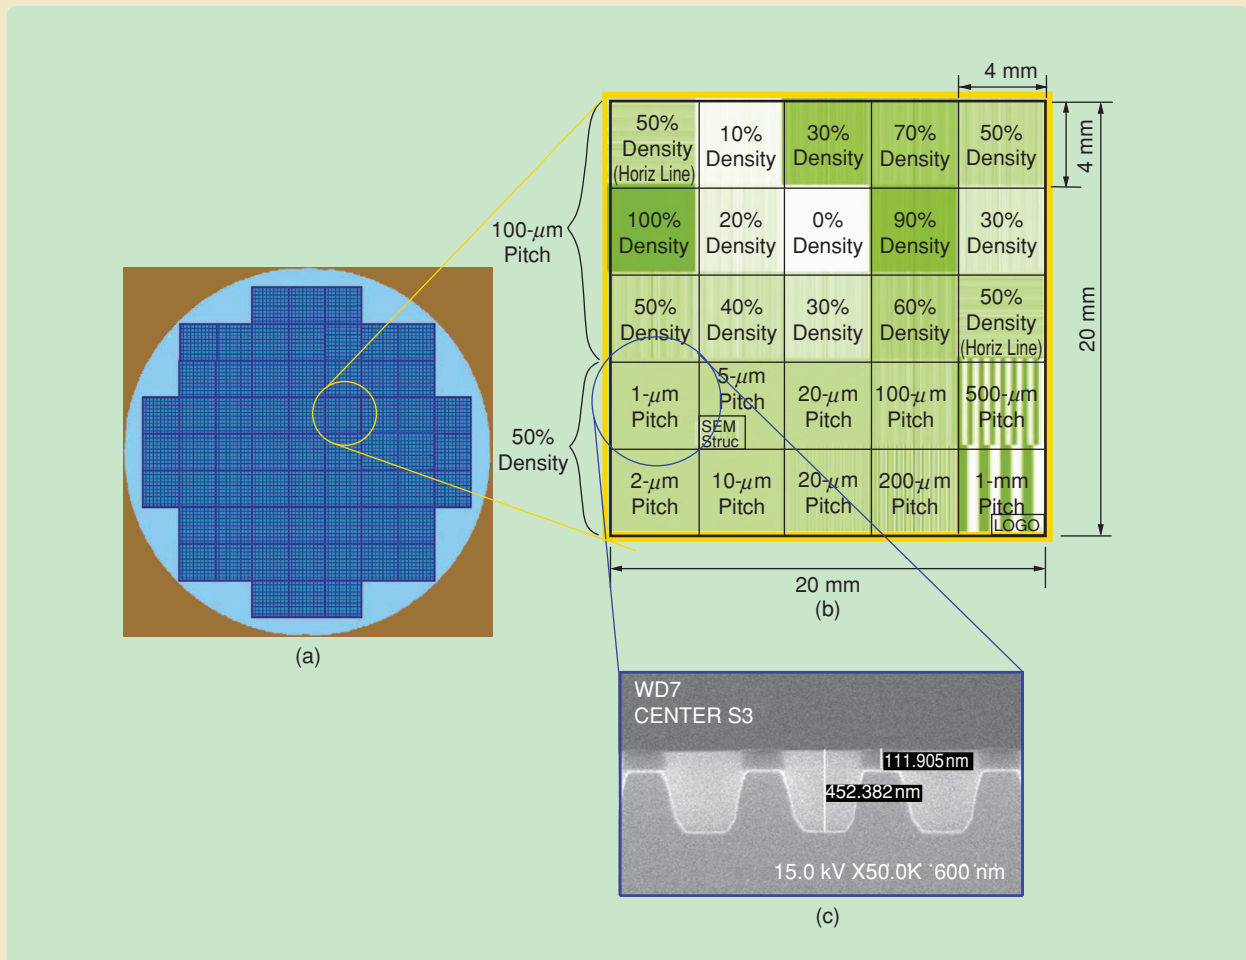 4 mm
50%
Density
(Horiz Line)
10%
Density
30%
Density
70%
Density
50%
Density
4 mm
100%
Density
20%
Density
0%
Density
90%
Density
30%
Density
100-μm
Pitch
50%
Density
40%
Density
30%
Density
60%
Density
50%
Density
(Horiz Line)
20 mm
1-μm
Pitch
5-μm
Pitch
SEM
Struc
20-μm
Pitch
100-μm
Pitch
500-μm
Pitch
50%
Density
2-μm
Pitch
10-μm
Pitch
20-μm
Pitch
200-μm
Pitch
1-mm
Pitch
LOGO
20 mm
(b)
(a)
WD7
CENTER S3
111.905nm
452.382nm
15.0 kV X50.0K 600 nm
(c)